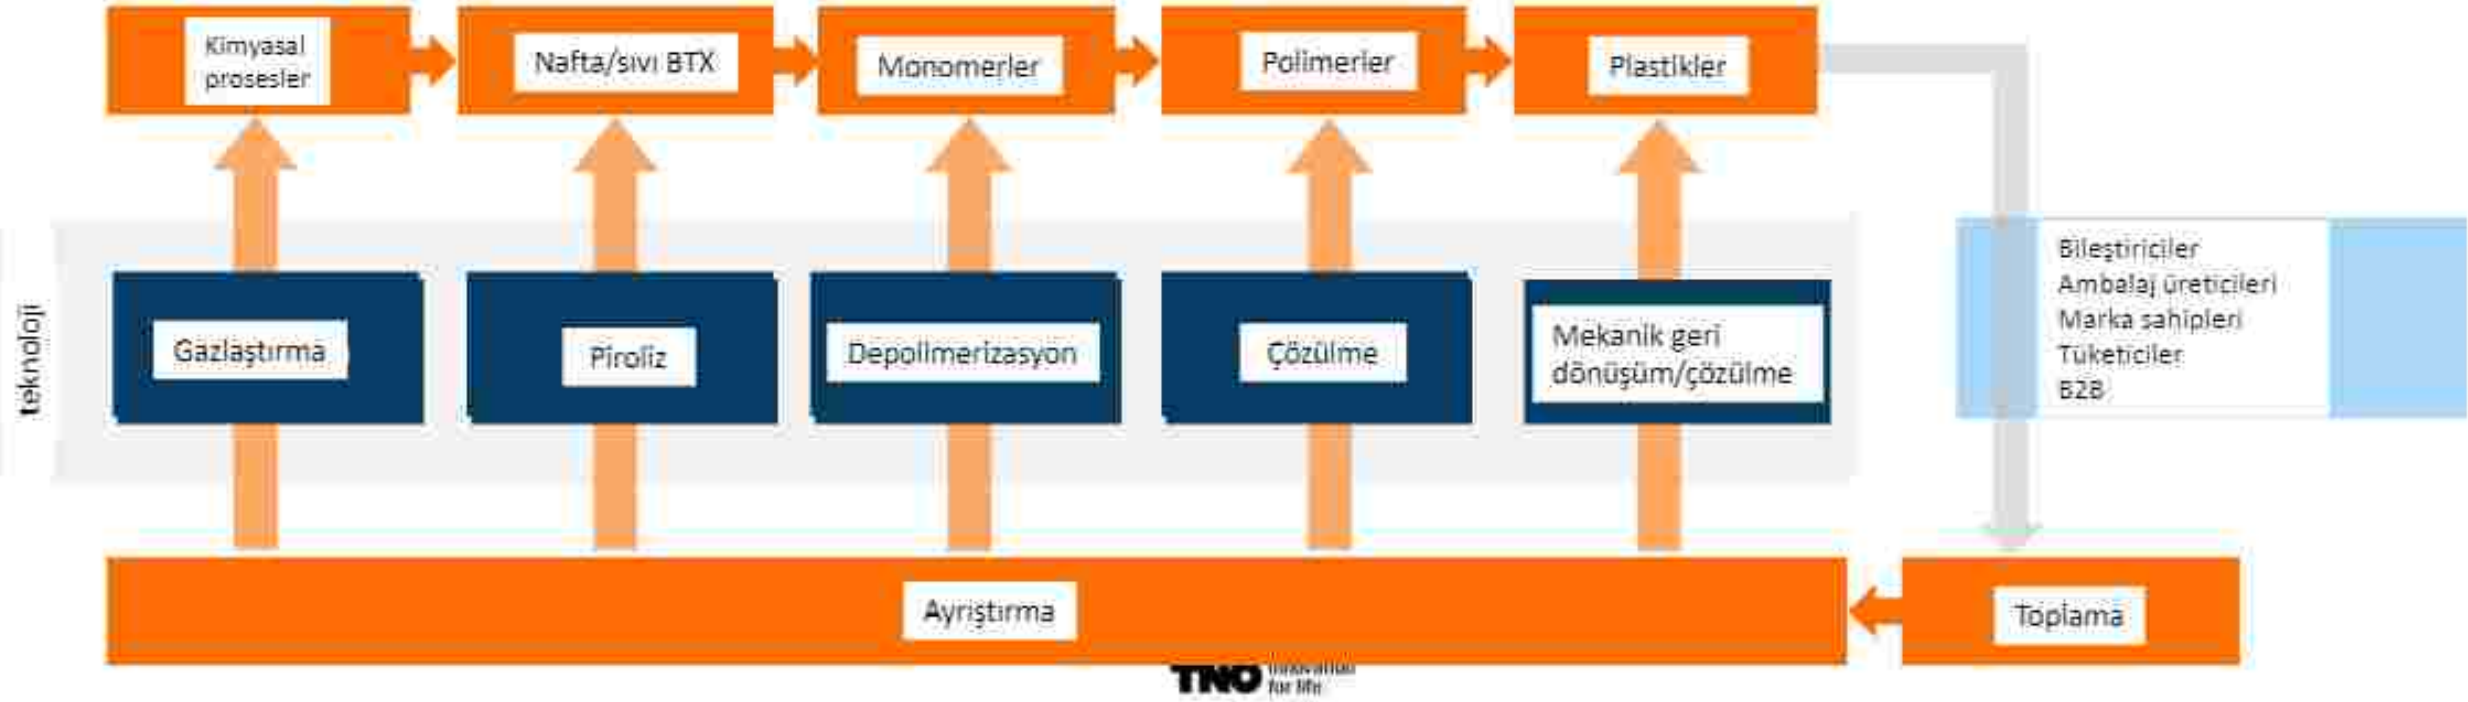 Kimyasal
prosesler
Nafta/sıvı BTX
Monomerler
Polimerler
Plastikler
teknoloji
Gazlaştırma
Piroliz
Depolimerizasyon
Çözülme
Mekanik geri
dönüşüm/çözülme
Bileştiriciler
Ambalaj üreticileri
Marka sahipleri
Tüketiciler
B2B
Ayrıştırma
Toplama
TNO innovation
for life